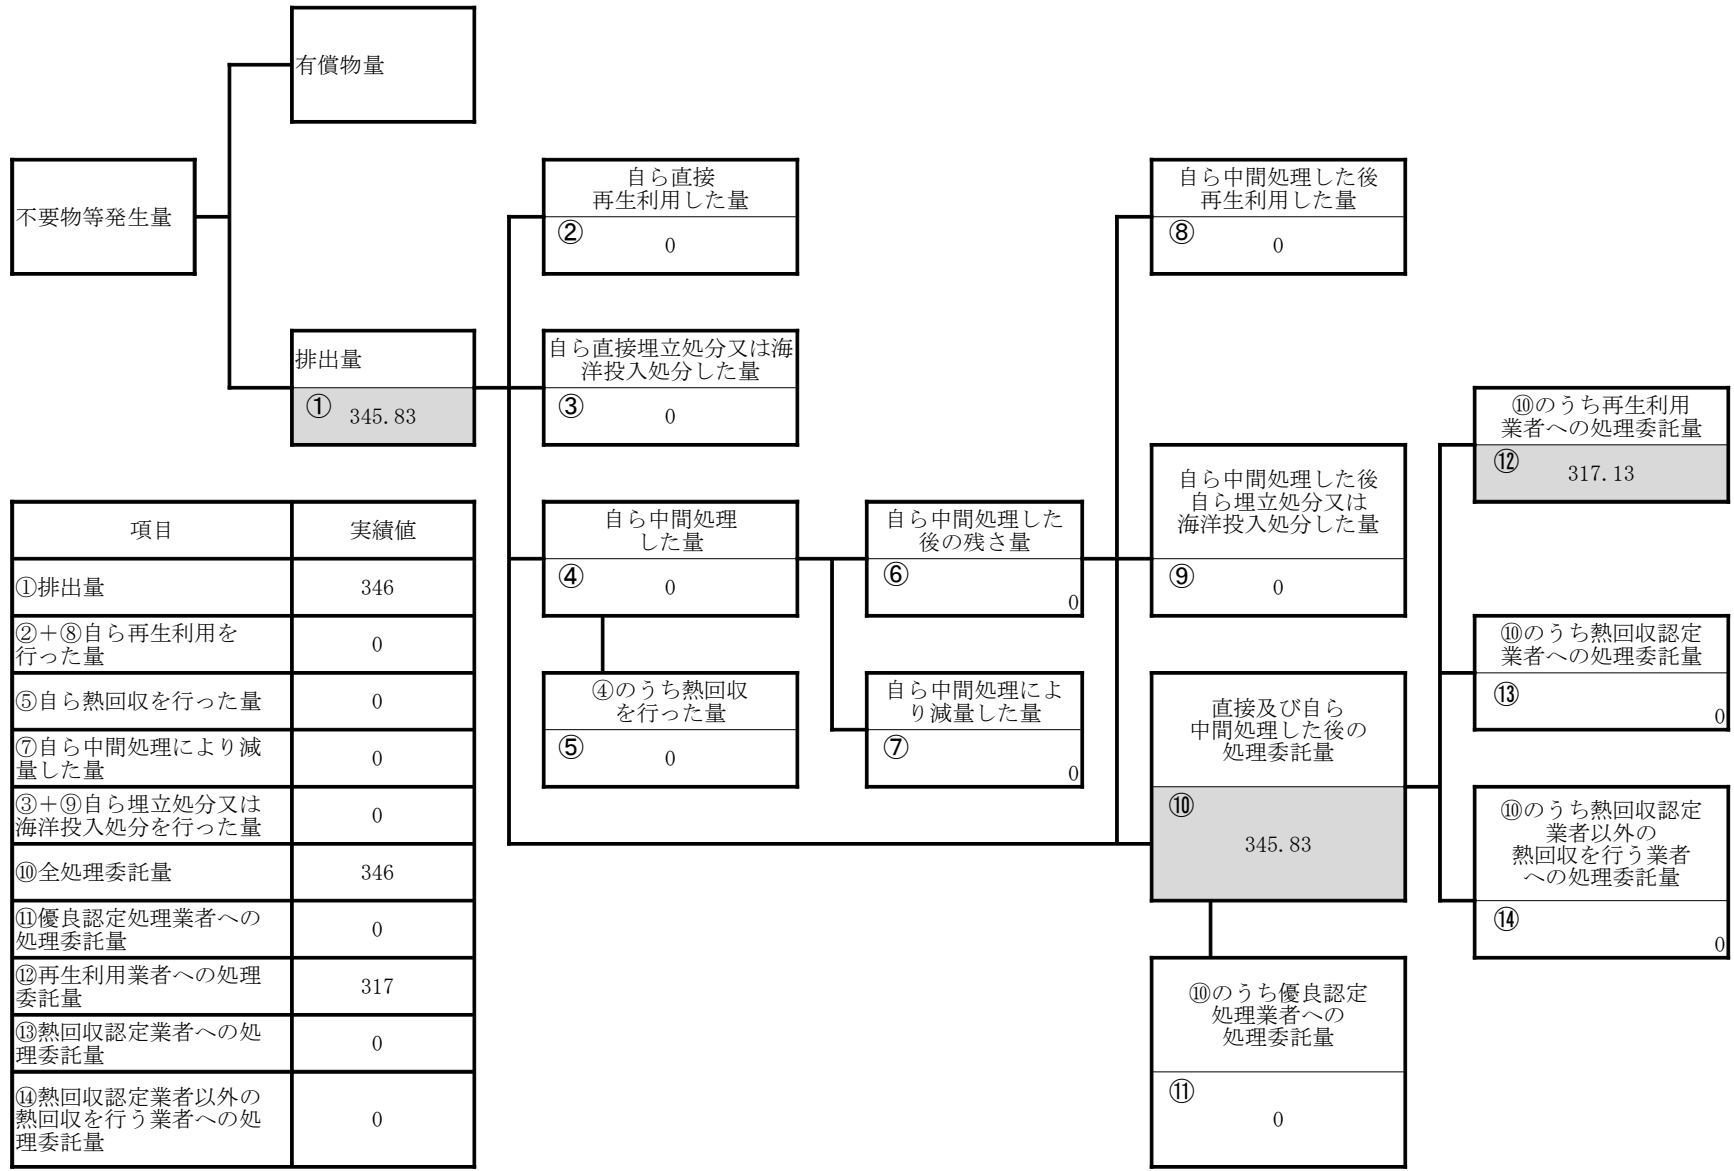 有償物量
不要物等発生量
排出量
①
345.83
自ら直接
再生利用した量
②
0
自ら直接埋立処分又は海
洋投入処分した量
③
0
自ら中間処理
した量
④
0
④のうち熱回収
を行った量
⑤
0
自ら中間処理した
後の残さ量
⑥
0
自ら中間処理によ
り減量した量
⑦
0
自ら中間処理した後
再生利用した量
⑧
0
自ら中間処理した後
自ら埋立処分又は
海洋投入処分した量
⑨
0
直接及び自ら
中間処理した後の
処理委託量
⑩
345.83
⑩のうち優良認定
処理業者への
処理委託量
⑪
0
⑩のうち再生利用
業者への処理委託量
⑫
317.13
⑩のうち熱回収認定
業者への処理委託量
⑬
0
⑩のうち熱回収認定
業者以外の
熱回収を行う業者
への処理委託量
⑭
0
項目 実績値
①排出量 346
②＋⑧自ら再生利用を
行った量 0
⑤自ら熱回収を行った量 0
⑦自ら中間処理により減
量した量 0
③＋⑨自ら埋立処分又は
海洋投入処分を行った量 0
⑩全処理委託量 346
⑪優良認定処理業者への
処理委託量 0
⑫再生利用業者への処理
委託量 317
⑬熱回収認定業者への処
理委託量 0
⑭熱回収認定業者以外の
熱回収を行う業者への処
理委託量 0